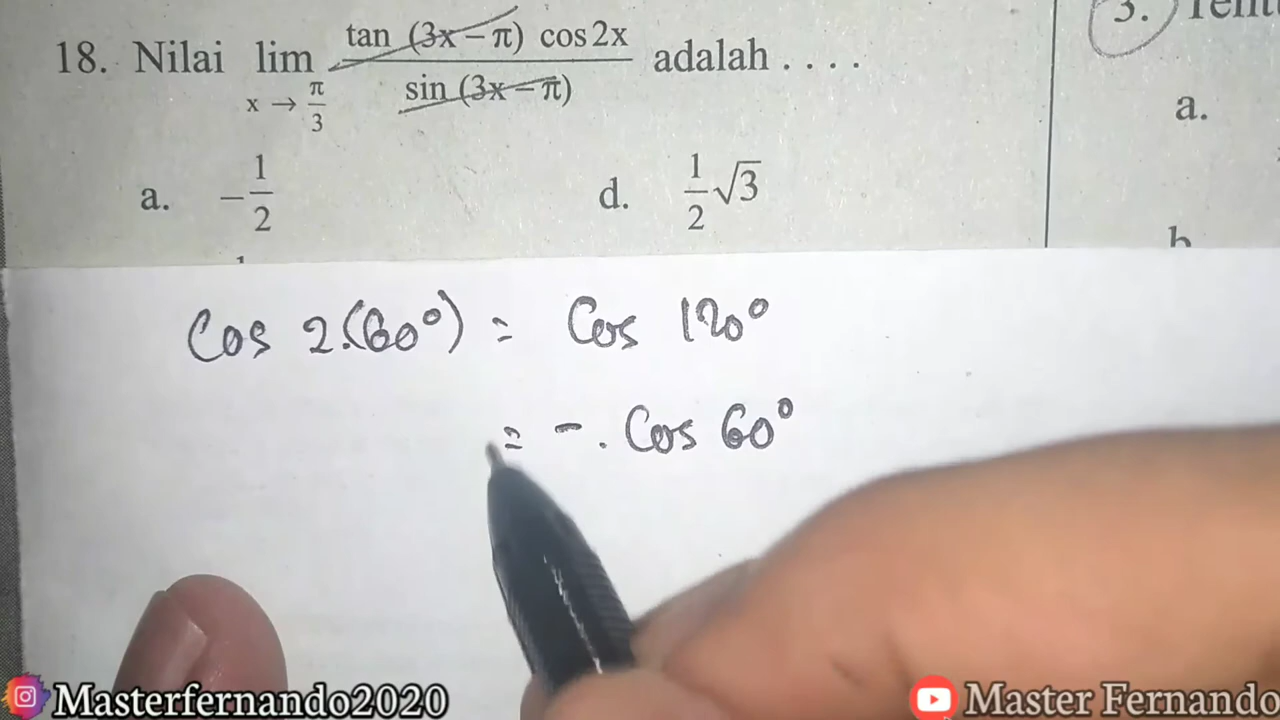 18. Nilai lim x → π/3 tan (3x – π) cos 2x / sin (3x – π) adalah . . . .
a. –1/2
d. 1/2 √3
3.
a.
Cos 2.(60°) = Cos 120°
= – . Cos 60°
Masterfernando2020
Master Fernando